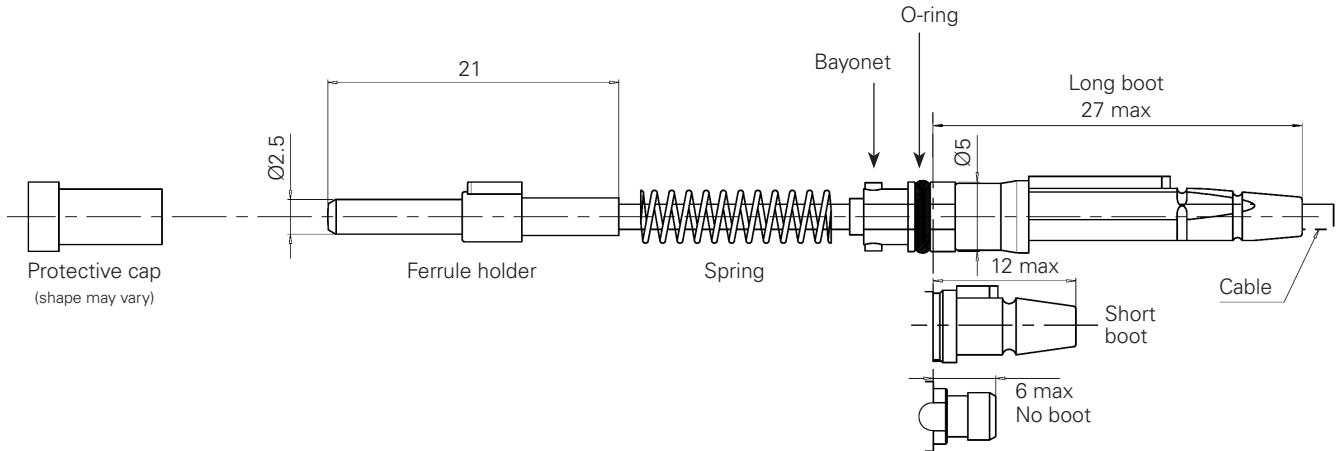 O-ring
Bayonet
21
Long boot
27 max
Ø2.5
Ø5
Protective cap
(shape may vary)
Ferrule holder
Spring
12 max
Cable
Short
boot
6 max
No boot